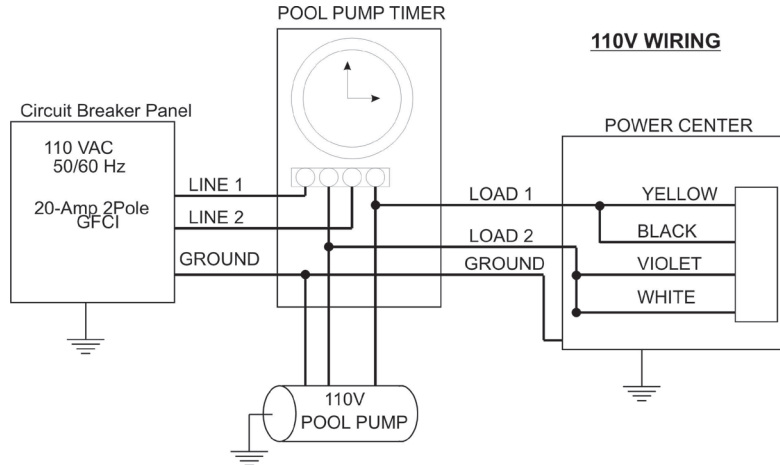 POOL PUMP TIMER
110V WIRING
Circuit Breaker Panel
110 VAC
50/60 Hz
20-Amp 2Pole
GFCI
LINE 1
LINE 2
GROUND
POWER CENTER
LOAD 1
LOAD 2
GROUND
YELLOW
BLACK
VIOLET
WHITE
110V
POOL PUMP